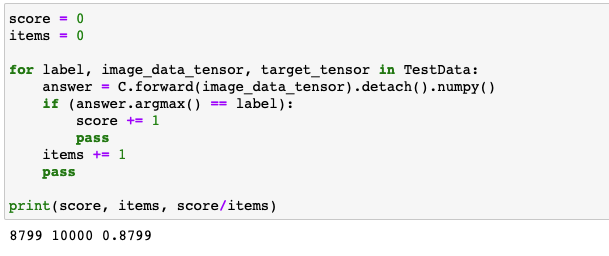 score = 0
items = 0
for label, image_data_tensor, target_tensor in TestData:
    answer = C.forward(image_data_tensor).detach().numpy()
    if (answer.argmax() == label):
        score += 1
        pass
    items += 1
    pass
print(score, items, score/items)
8799 10000 0.8799